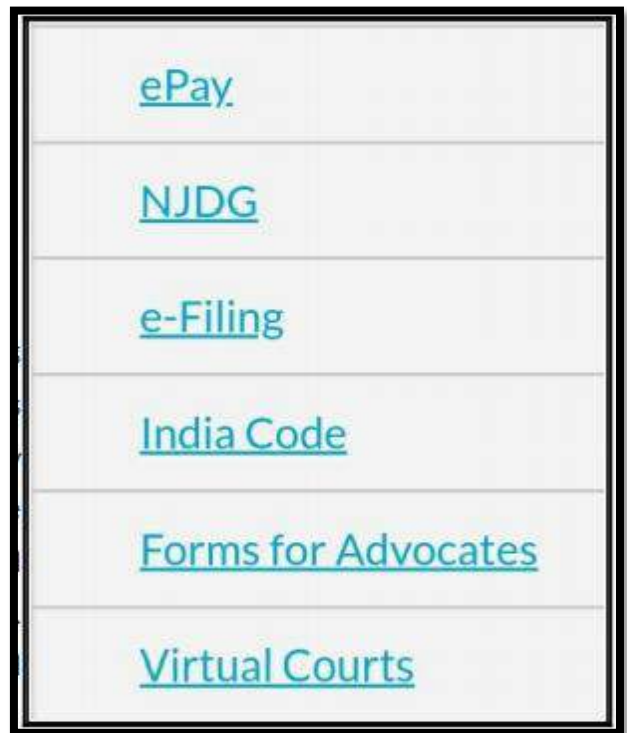 ePay
NJDG
e-Filing
India Code
Forms for Advocates
Virtual Courts